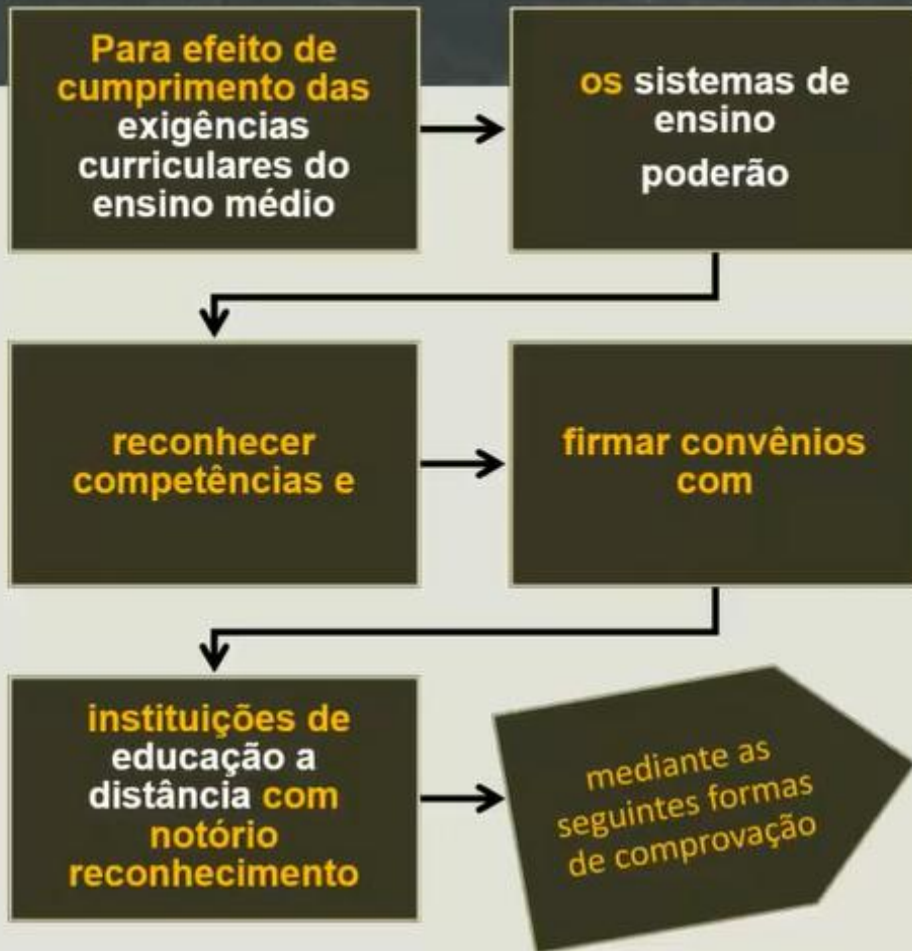 Para efeito de
cumprimento das
exigências
curriculares do
ensino médio
os sistemas de
ensino
poderão
reconhecer
competências e
firmar convênios
com
instituições de
educação a
distância com
notório
reconhecimento
mediante as
seguintes formas
de comprovação